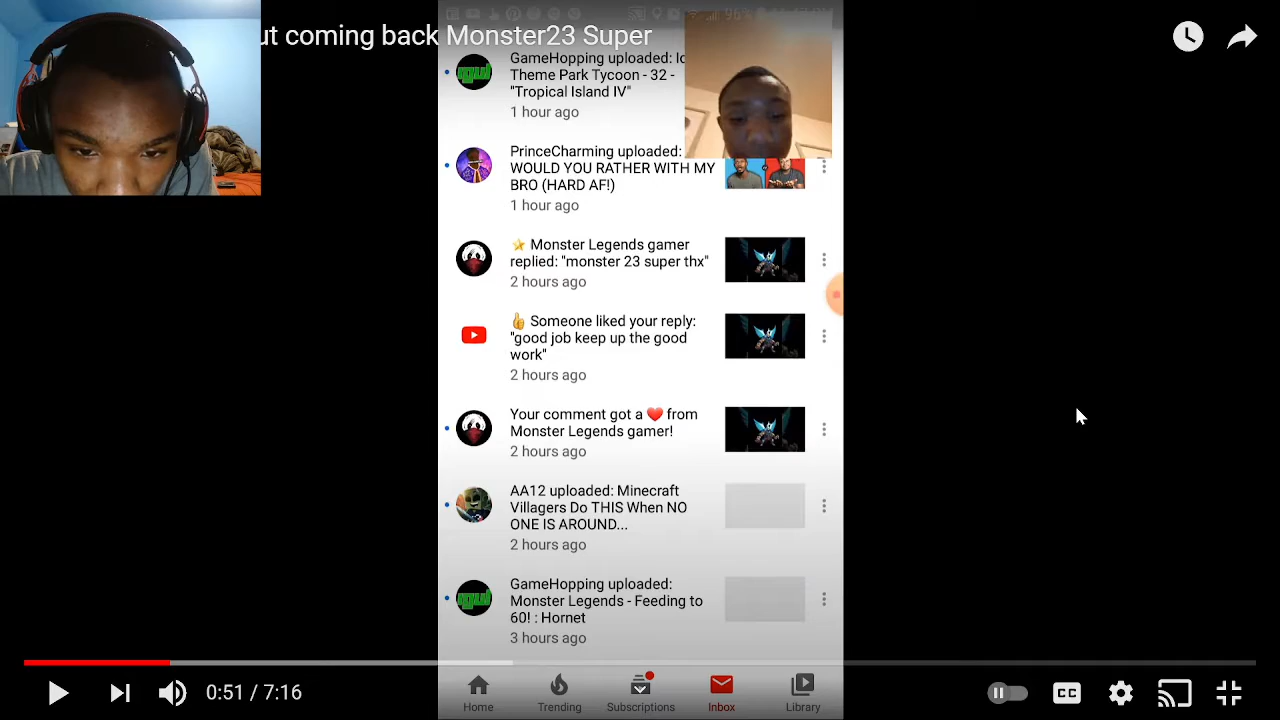 ut coming back Monster23 Super
96%
GameHopping uploaded:
Theme Park Tycoon - 32 -
"Tropical Island IV"
1 hour ago
PrinceCharming uploaded:
WOULD YOU RATHER WITH MY
BRO (HARD AF!)
1 hour ago
⭐ Monster Legends gamer
replied: "monster 23 super thx"
2 hours ago
👍 Someone liked your reply:
"good job keep up the good
work"
2 hours ago
Your comment got a ❤️ from
Monster Legends gamer!
2 hours ago
AA12 uploaded: Minecraft
Villagers Do THIS When NO
ONE IS AROUND...
2 hours ago
GameHopping uploaded:
Monster Legends - Feeding to
60! : Hornet
3 hours ago
Home
Trending
Subscriptions
Inbox
Library
0:51 / 7:16
CC